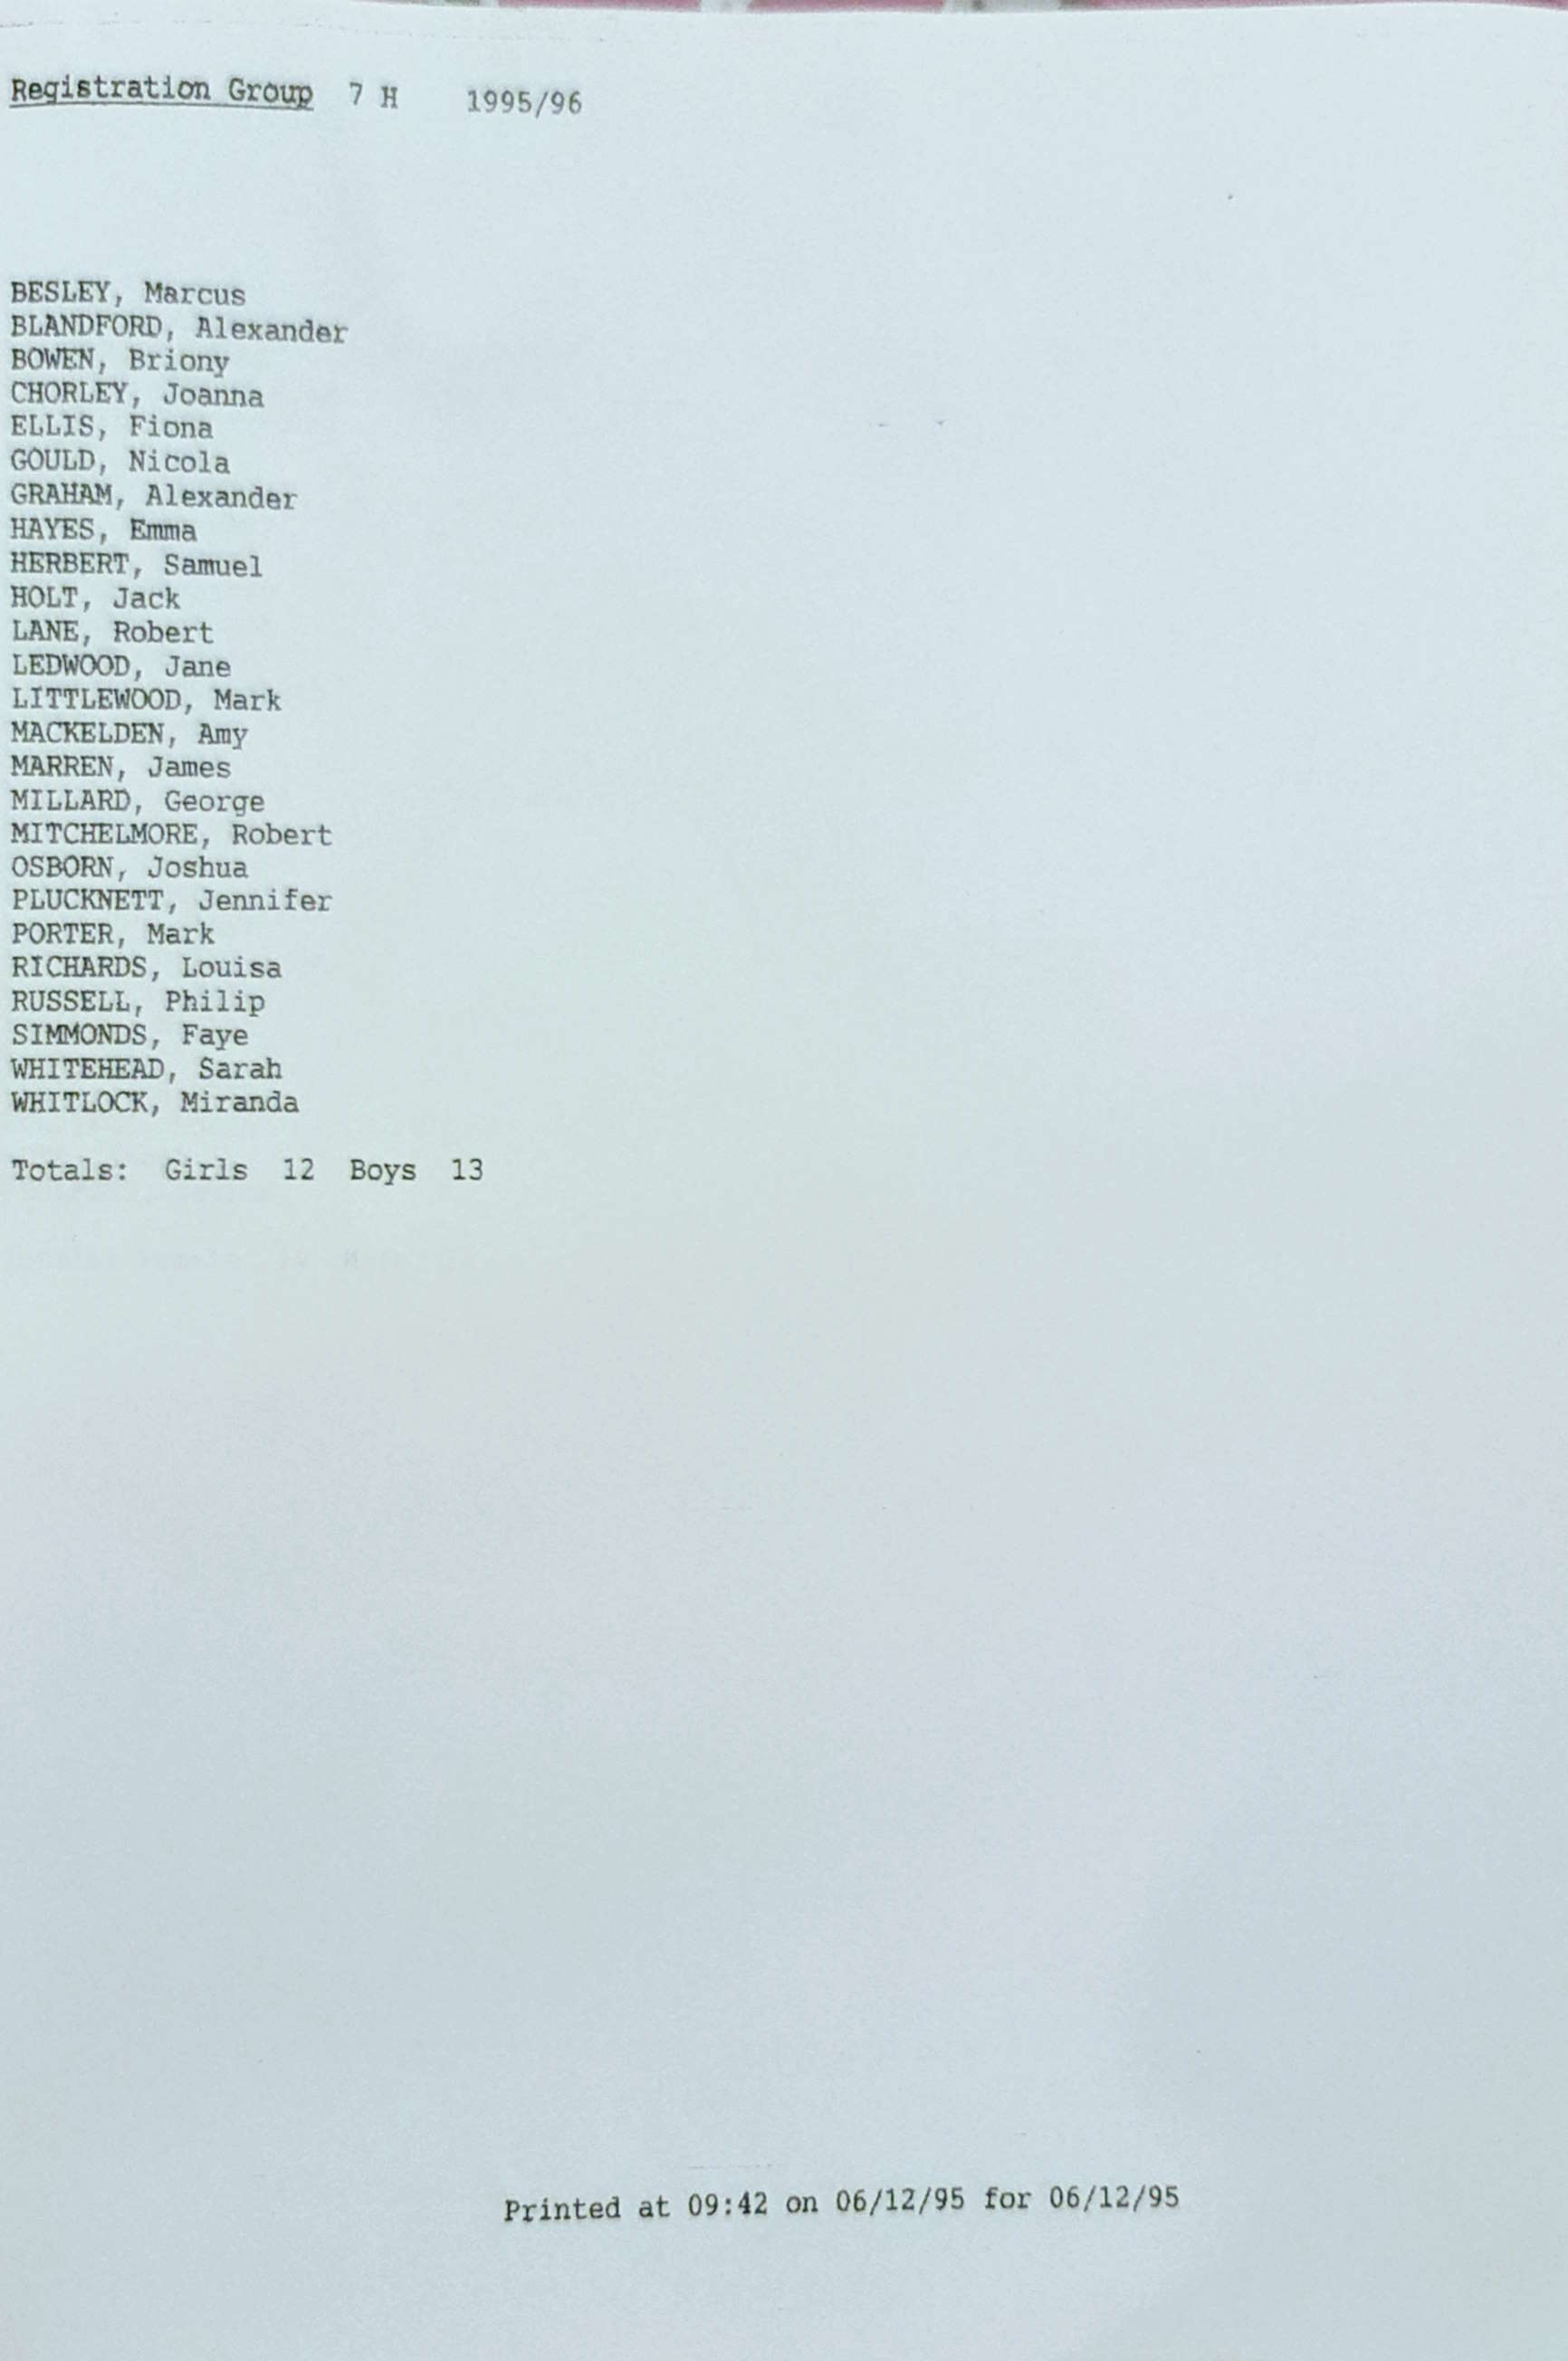 Registration Group 7 H 1995/96
BESLEY, Marcus
BLANDFORD, Alexander
BOWEN, Briony
CHORLEY, Joanna
ELLIS, Fiona
GOULD, Nicola
GRAHAM, Alexander
HAYES, Emma
HERBERT, Samuel
HOLT, Jack
LANE, Robert
LEDWOOD, Jane
LITTLEWOOD, Mark
MACKELDEN, Amy
MARREN, James
MILLARD, George
MITCHELMORE, Robert
OSBORN, Joshua
PLUCKNETT, Jennifer
PORTER, Mark
RICHARDS, Louisa
RUSSELL, Philip
SIMMONDS, Faye
WHITEHEAD, Sarah
WHITLOCK, Miranda
Totals: Girls 12 Boys 13
Printed at 09:42 on 06/12/95 for 06/12/95